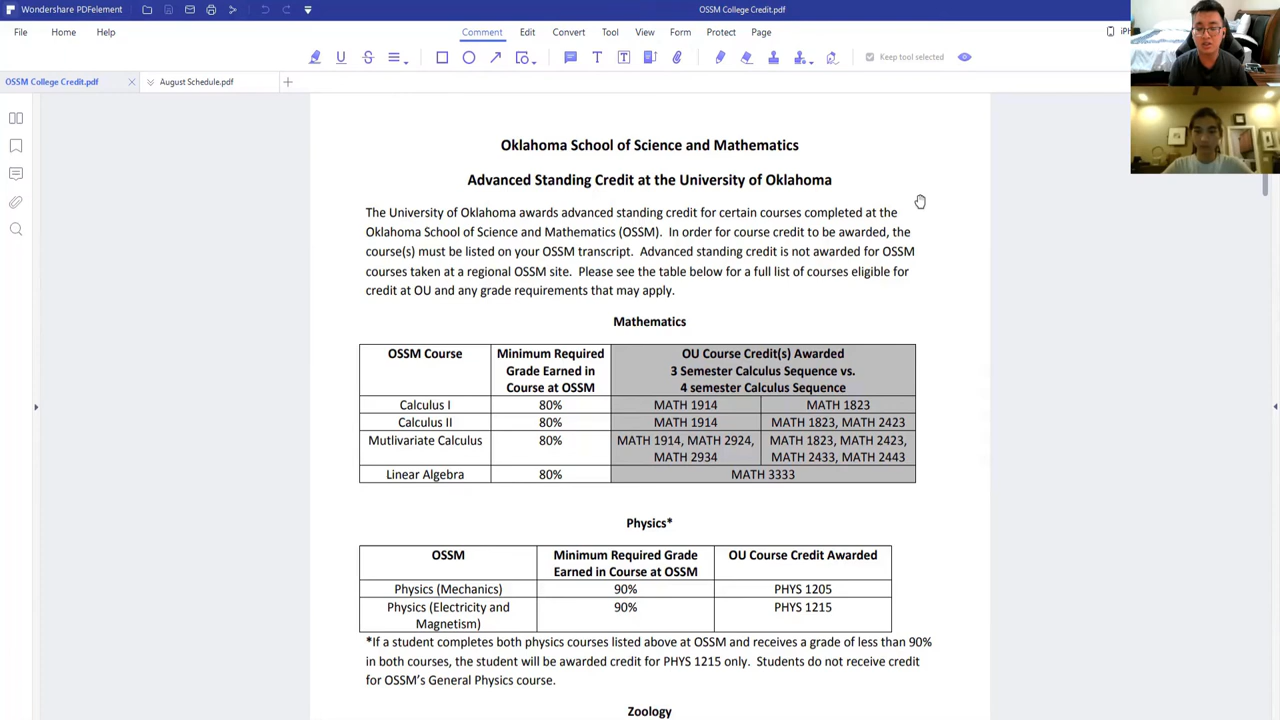 Wondershare PDFelement
OSSM College Credit.pdf
File Home Help Comment Edit Convert Tool View Form Protect Page
Keep tool selected
OSSM College Credit.pdf August Schedule.pdf
Oklahoma School of Science and Mathematics
Advanced Standing Credit at the University of Oklahoma
The University of Oklahoma awards advanced standing credit for certain courses completed at the
Oklahoma School of Science and Mathematics (OSSM). In order for course credit to be awarded, the
course(s) must be listed on your OSSM transcript. Advanced standing credit is not awarded for OSSM
courses taken at a regional OSSM site. Please see the table below for a full list of courses eligible for
credit at OU and any grade requirements that may apply.
Mathematics
OSSM Course Minimum Required OU Course Credit(s) Awarded
Grade Earned in 3 Semester Calculus Sequence vs.
Course at OSSM 4 semester Calculus Sequence
Calculus I 80% MATH 1914 MATH 1823
Calculus II 80% MATH 1914 MATH 1823, MATH 2423
Mutlivariate Calculus 80% MATH 1914, MATH 2924, MATH 1823, MATH 2423,
MATH 2934 MATH 2433, MATH 2443
Linear Algebra 80% MATH 3333
Physics*
OSSM Minimum Required Grade OU Course Credit Awarded
Earned in Course at OSSM
Physics (Mechanics) 90% PHYS 1205
Physics (Electricity and 90% PHYS 1215
Magnetism)
*If a student completes both physics courses listed above at OSSM and receives a grade of less than 90%
in both courses, the student will be awarded credit for PHYS 1215 only. Students do not receive credit
for OSSM's General Physics course.
Zoology